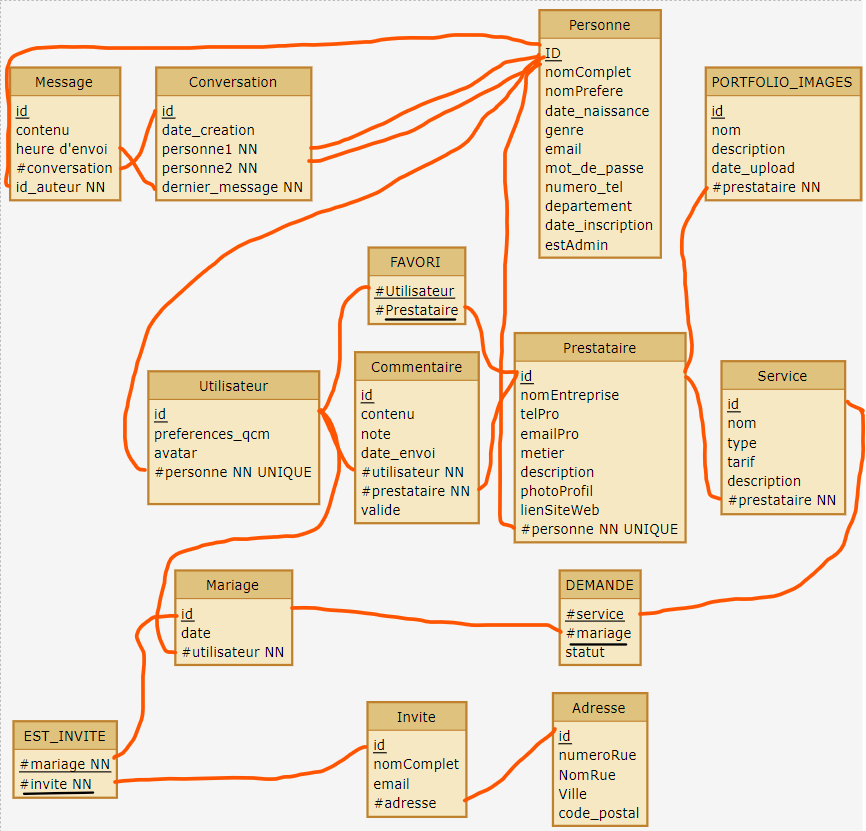 Personne
ID
nomComplet
nomPrefere
date_naissance
genre
email
mot_de_passe
numero_tel
departement
date_inscription
estAdmin
Message
id
contenu
heure d'envoi
#conversation
id_auteur NN
Conversation
id
date_creation
personne1 NN
personne2 NN
dernier_message NN
PORTFOLIO_IMAGES
id
nom
description
date_upload
#prestataire NN
FAVORI
#Utilisateur
#Prestataire
Utilisateur
id
preferences_qcm
avatar
#personne NN UNIQUE
Commentaire
id
contenu
note
date_envoi
#utilisateur NN
#prestataire NN
valide
Prestataire
id
nomEntreprise
telPro
emailPro
metier
description
photoProfil
lienSiteWeb
#personne NN UNIQUE
Service
id
nom
type
tarif
description
#prestataire NN
Mariage
id
date
#utilisateur NN
DEMANDE
#service
#mariage
statut
EST_INVITE
#mariage NN
#invite NN
Invite
id
nomComplet
email
#adresse
Adresse
id
numeroRue
NomRue
Ville
code_postal